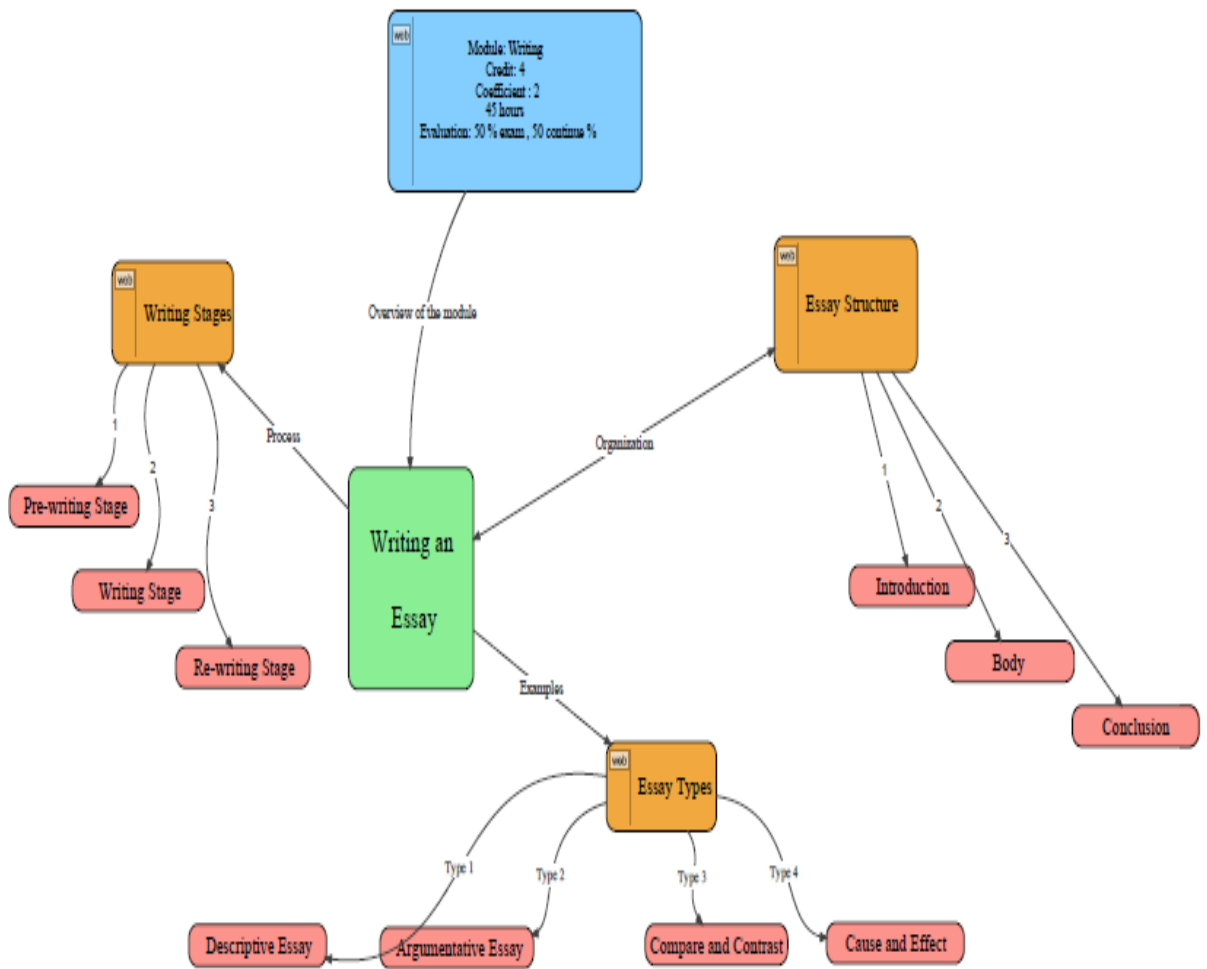 web
Module: Writing
Credit: 4
Coefficient : 2
45 hours
Evaluation: 50 % exam , 50 continue %
Overview of the module
web
Writing Stages
Process
1
2
3
Pre-writing Stage
Writing Stage
Re-writing Stage
web
Essay Structure
Organization
1
2
3
Introduction
Body
Conclusion
Writing an
Essay
Examples
web
Essay Types
Type 1
Type 2
Type 3
Type 4
Descriptive Essay
Argumentative Essay
Compare and Contrast
Cause and Effect